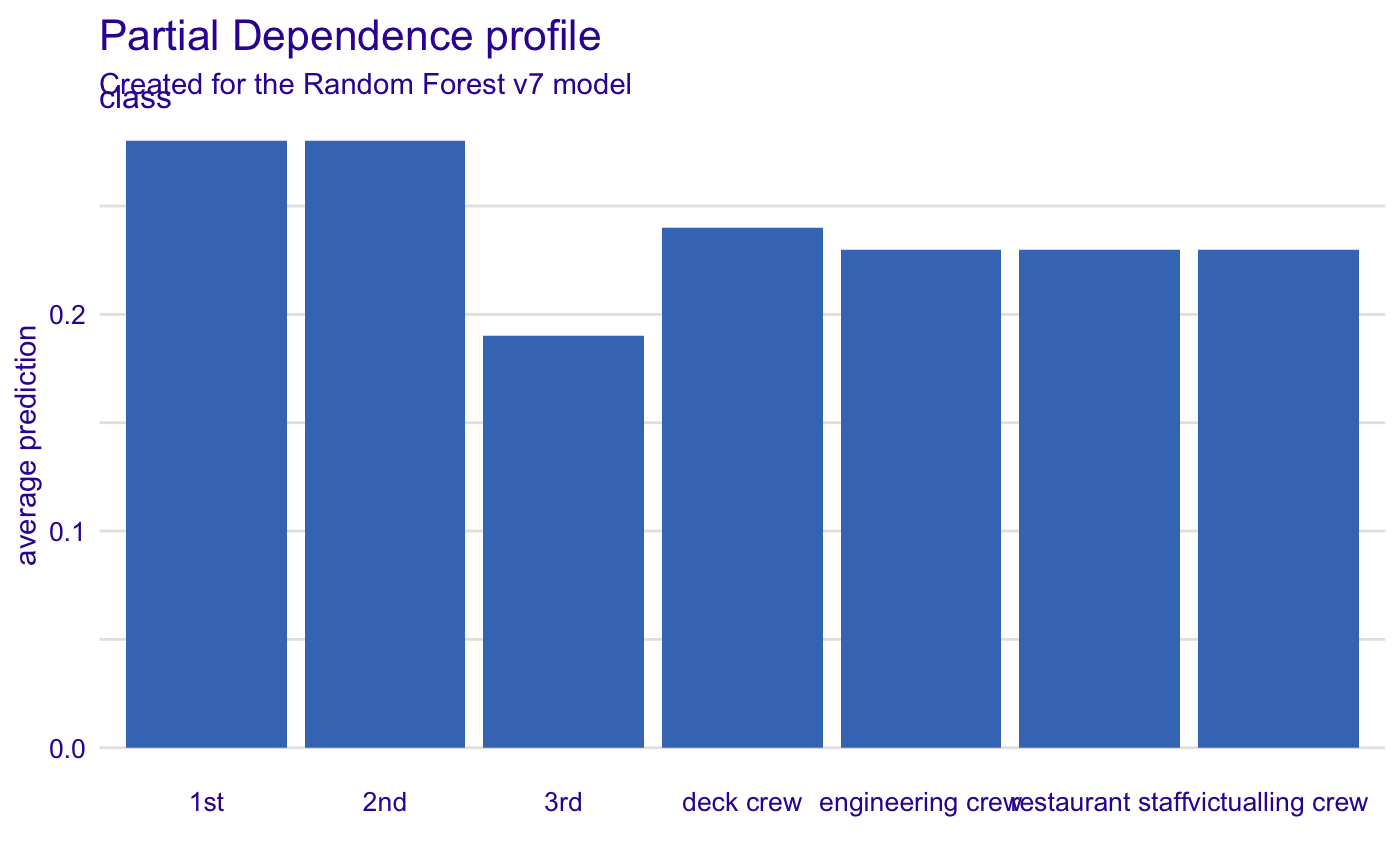 Partial Dependence profile
Created for the Random Forest v7 model
class
average prediction
0.2
0.1
0.0
1st 2nd 3rd deck crew engineering crew restaurant staff victualling crew